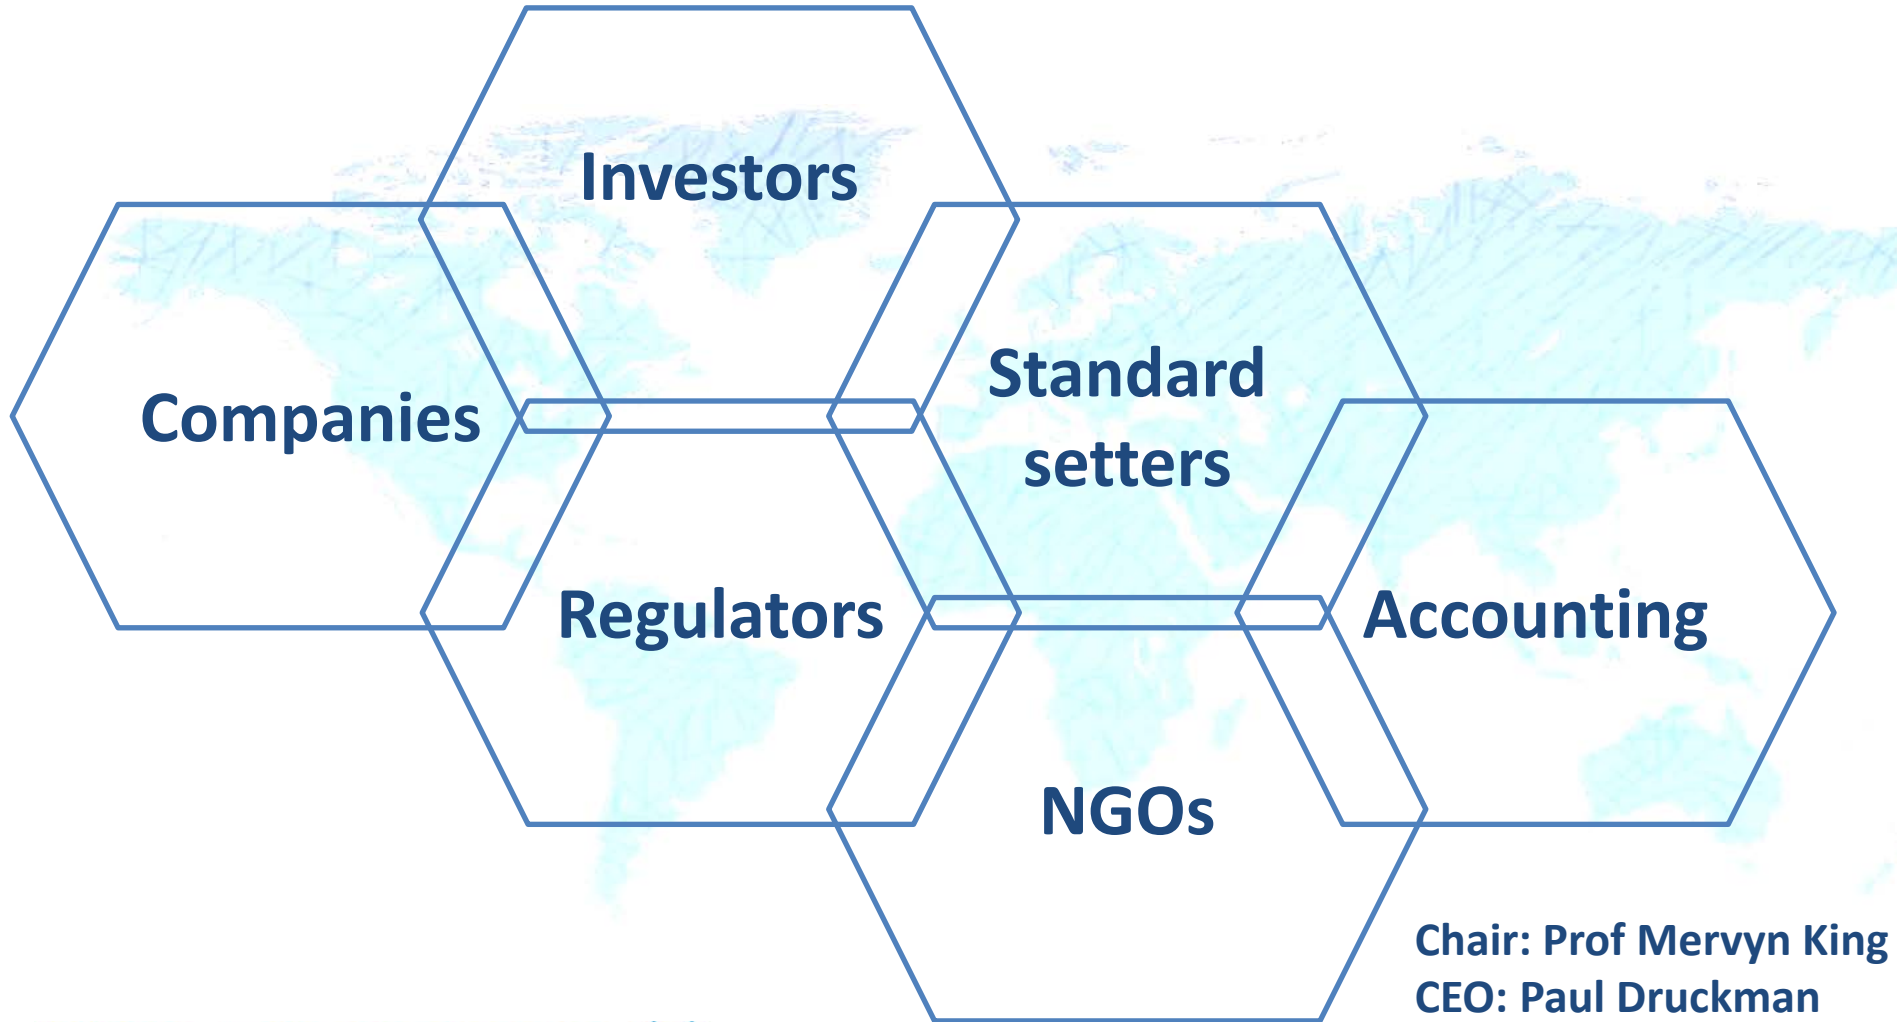 Investors
Companies
Standard
setters
Regulators
Accounting
NGOs
Chair: Prof Mervyn King
CEO: Paul Druckman